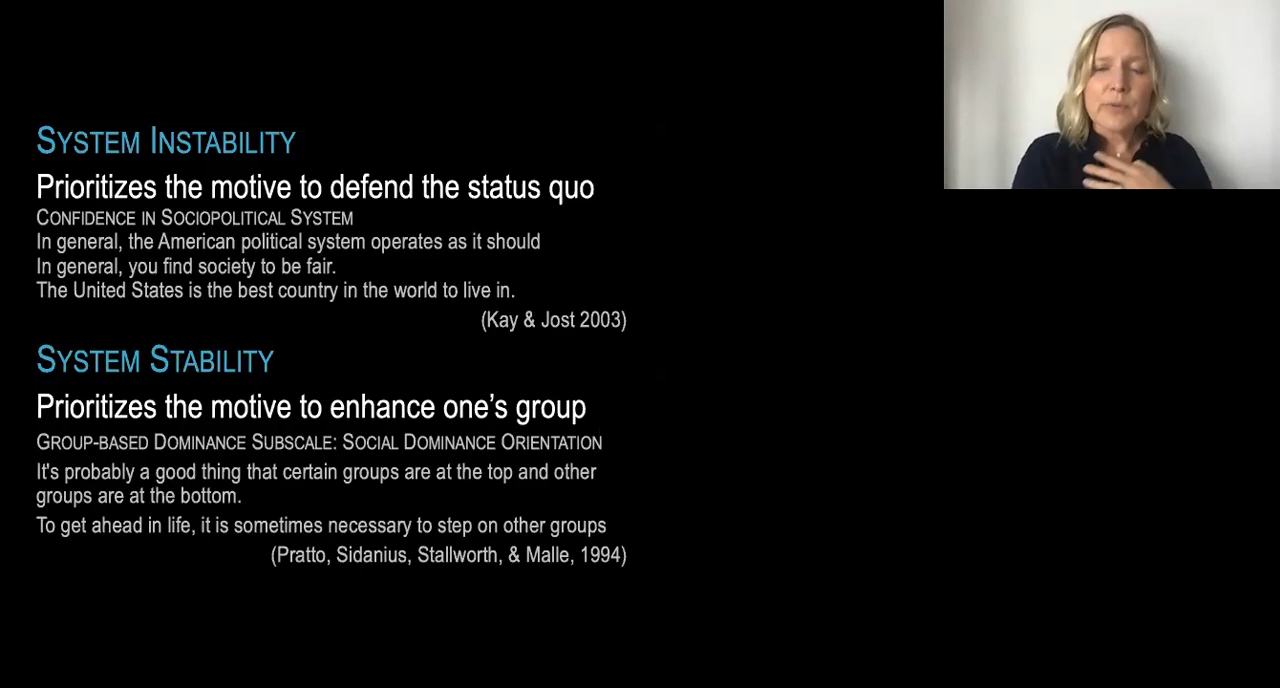 SYSTEM INSTABILITY
Prioritizes the motive to defend the status quo
CONFIDENCE IN SOCIOPOLITICAL SYSTEM
In general, the American political system operates as it should
In general, you find society to be fair.
The United States is the best country in the world to live in.
(Kay & Jost 2003)
SYSTEM STABILITY
Prioritizes the motive to enhance one's group
GROUP-BASED DOMINANCE SUBSCALE: SOCIAL DOMINANCE ORIENTATION
It's probably a good thing that certain groups are at the top and other
groups are at the bottom.
To get ahead in life, it is sometimes necessary to step on other groups
(Pratto, Sidanius, Stallworth, & Malle, 1994)